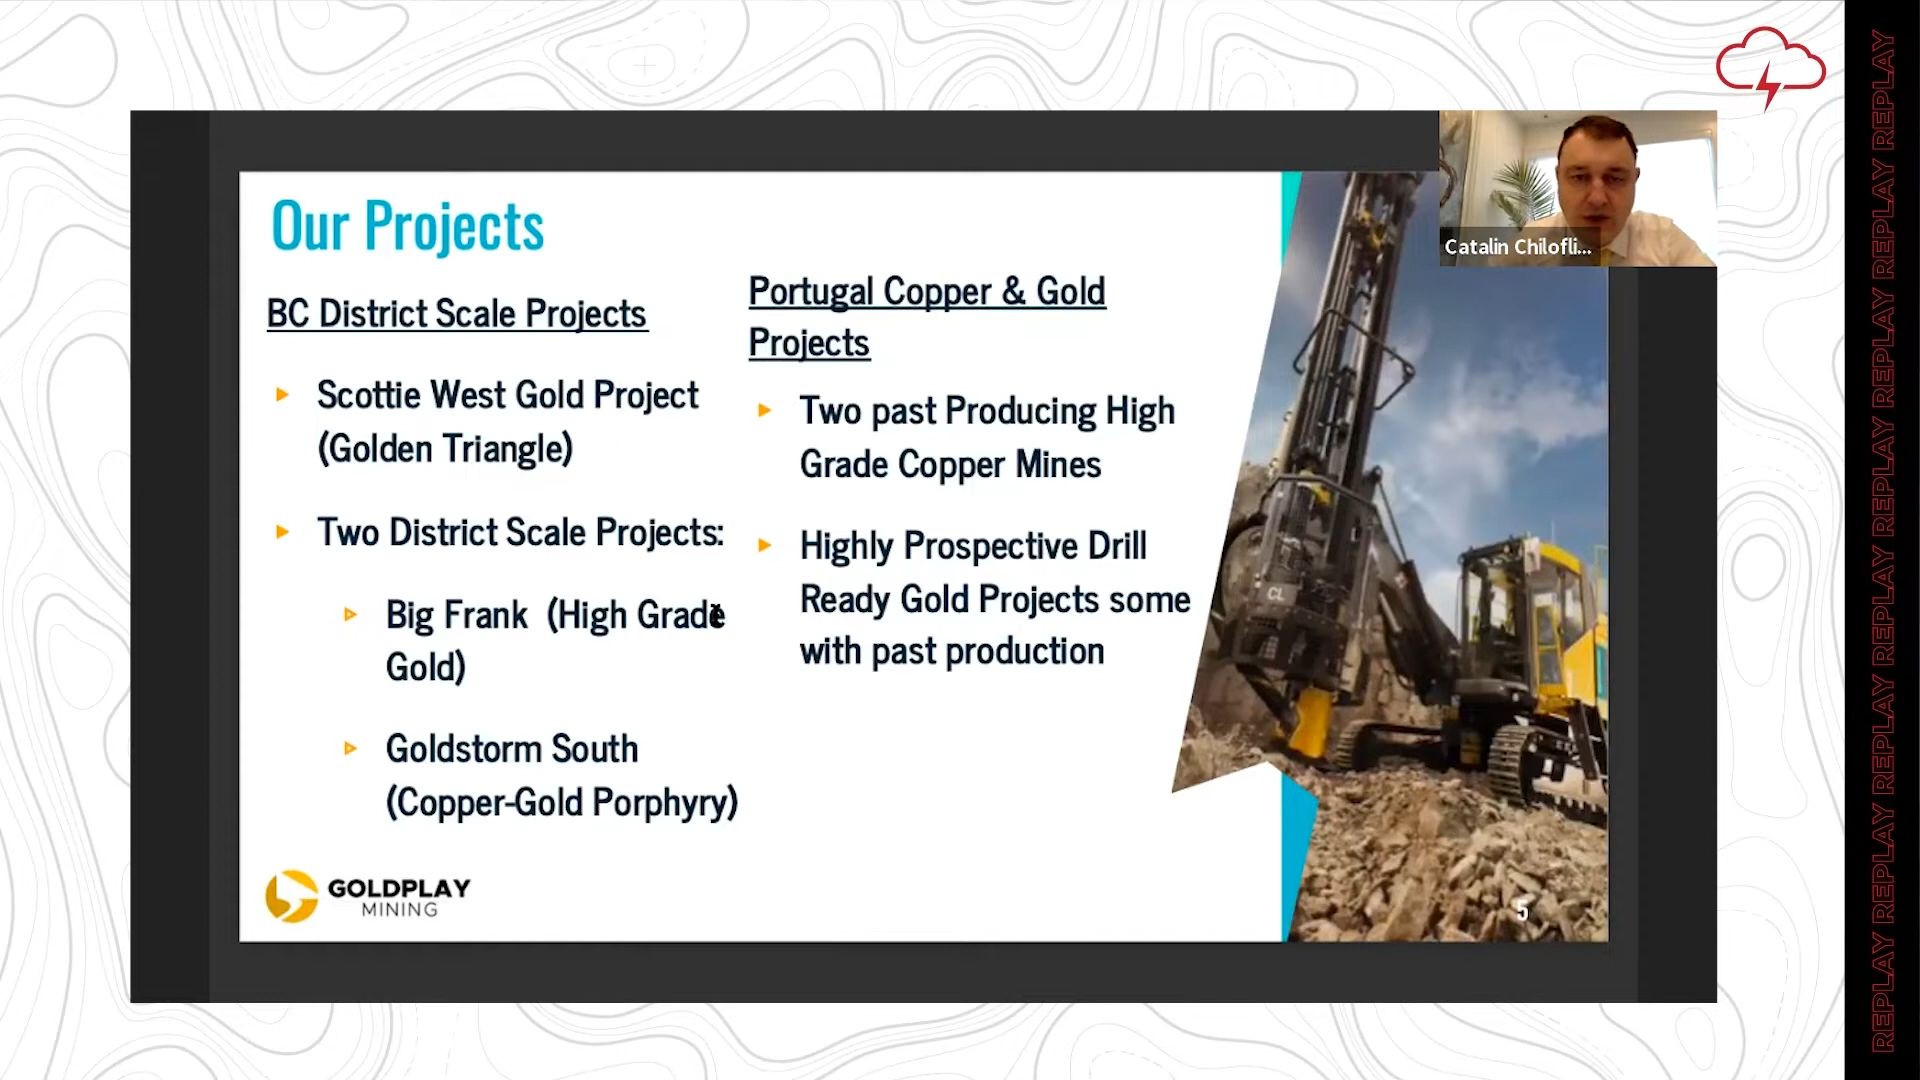 Our Projects
BC District Scale Projects
Scottie West Gold Project
(Golden Triangle)
Two District Scale Projects:
Big Frank (High Grade
Gold)
Goldstorm South
(Copper-Gold Porphyry)
Portugal Copper & Gold
Projects
Two past Producing High
Grade Copper Mines
Highly Prospective Drill
Ready Gold Projects some
with past production
GOLDPLAY
MINING
CL
5
Catalin Chilofli...
REPLAY REPLAY REPLAY REPLAY REPLAY REPLAY REPLAY REPLAY